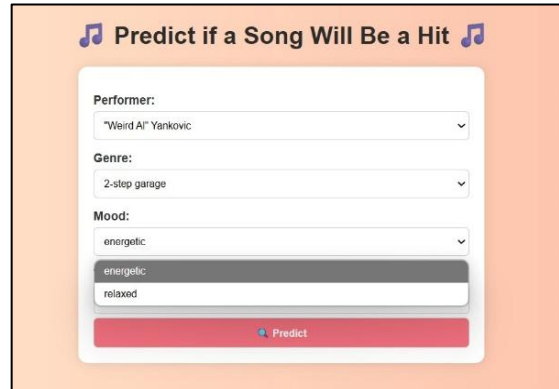 🎵 Predict if a Song Will Be a Hit 🎵
Performer:
"Weird Al" Yankovic
Genre:
2-step garage
Mood:
energetic
energetic
relaxed
🔍 Predict